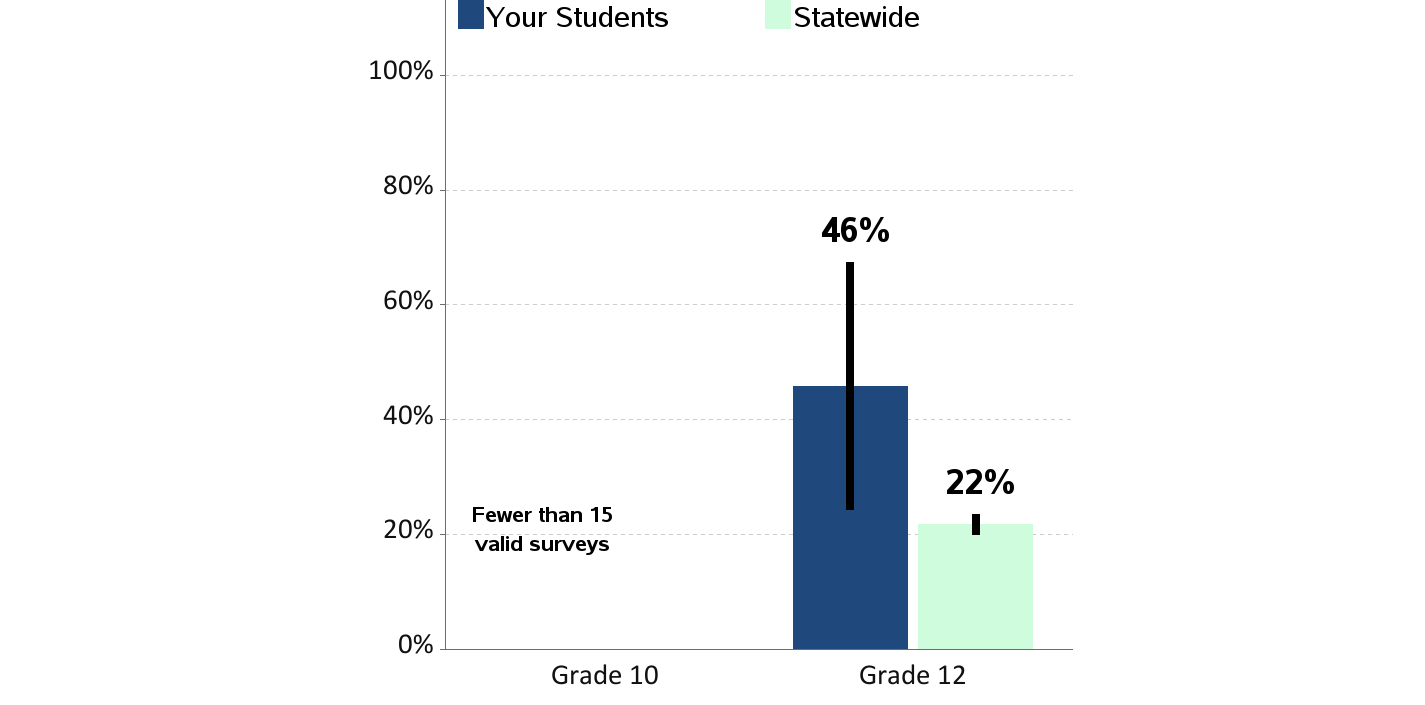 Your Students Statewide
100%
80%
46%
60%
40%
22%
Fewer than 15
valid surveys
20%
0%
Grade 10 Grade 12